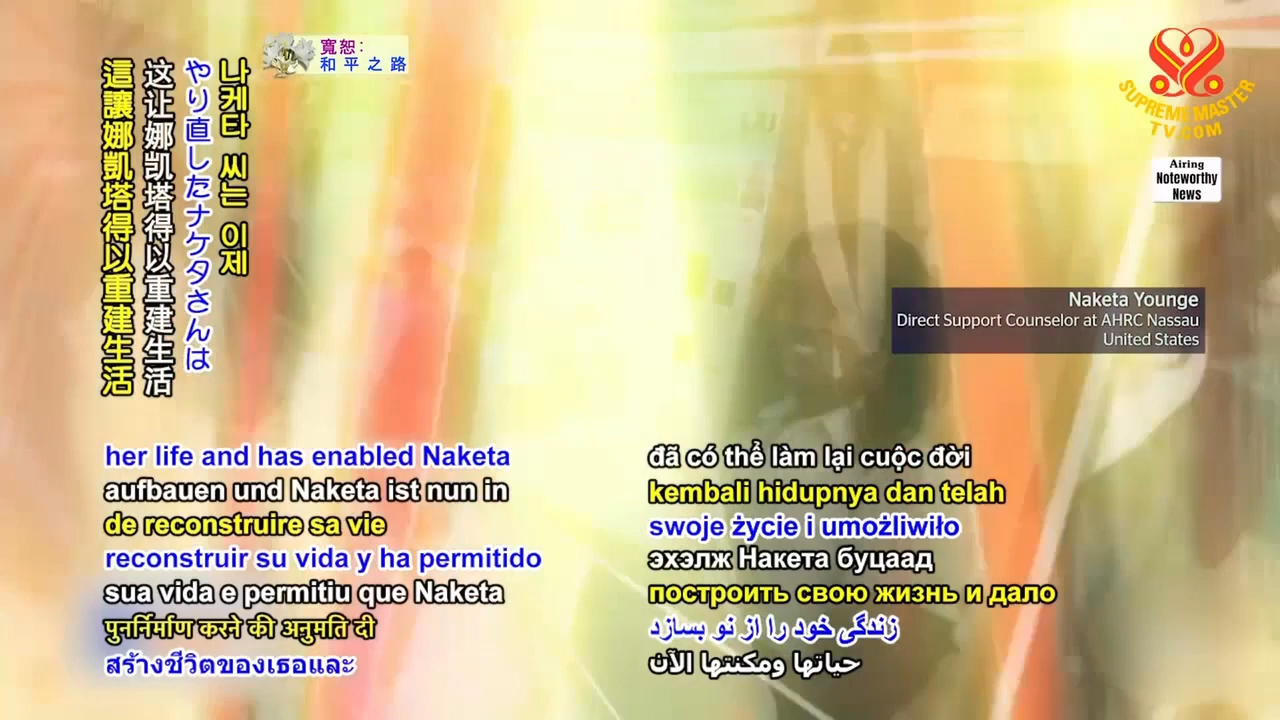 寬恕:
和平之路
SUPREME MASTER
TV.COM
Airing
Noteworthy
News
나케타 씨는 이제
やり直したナケタさんは
这让娜凯塔得以重建生活
這讓娜凱塔得以重建生活
Naketa Younge
Direct Support Counselor at AHRC Nassau
United States
her life and has enabled Naketa
aufbauen und Naketa ist nun in
de reconstruire sa vie
reconstruir su vida y ha permitido
sua vida e permitiu que Naketa
पुनर्निर्माण करने की अनुमति दी
สร้างชีวิตของเธอและ
đã có thể làm lại cuộc đời
kembali hidupnya dan telah
swoje życie i umożliwiło
эхэлж Накета буцаад
построить свою жизнь и дало
زندگی خود را از نو بسازد
حياتها ومكنتها الآن